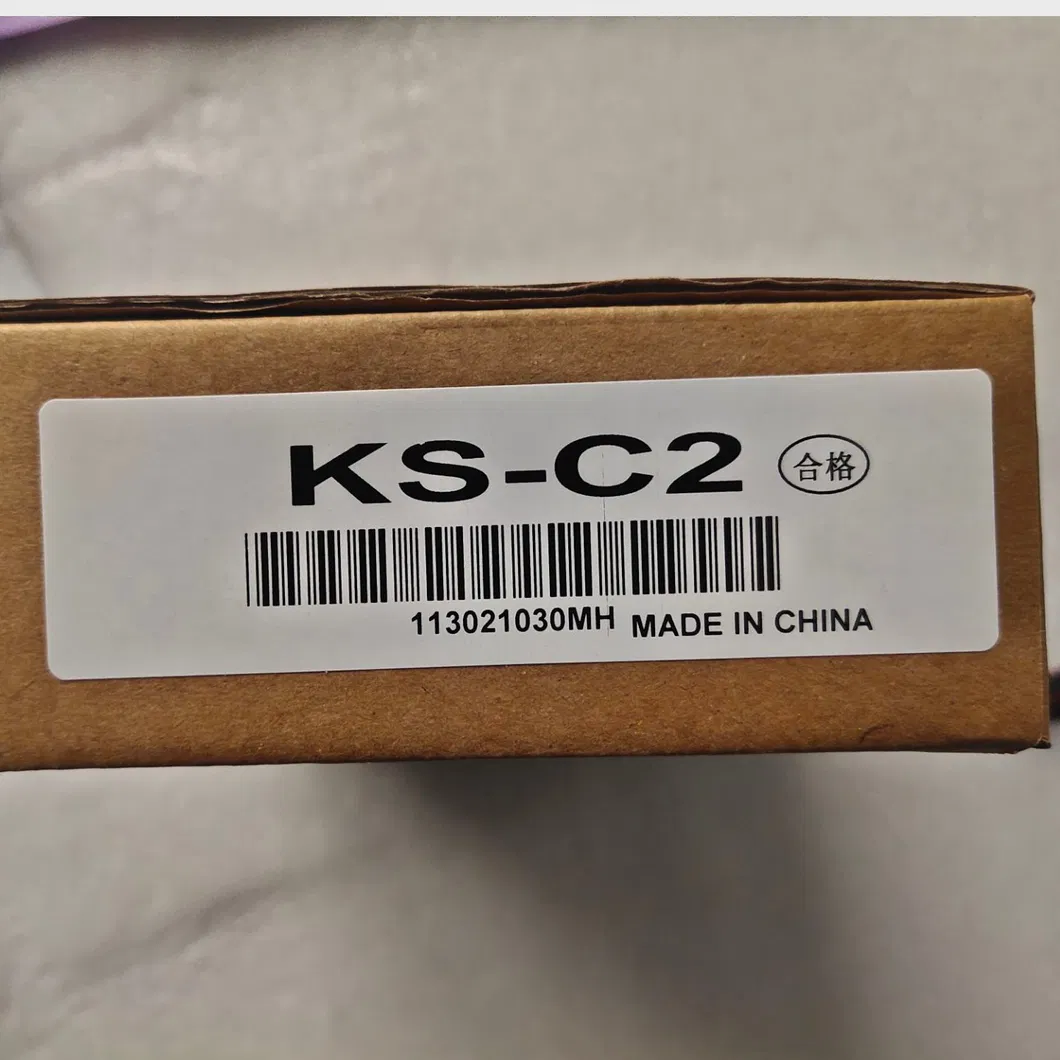 KS-C2 合格
113021030MH MADE IN CHINA